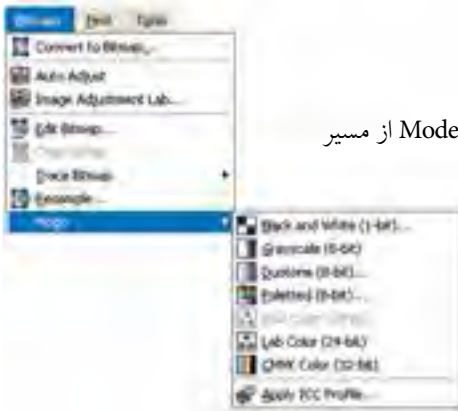 Bitmaps Text Tools
Convert to Bitmap...
Auto Adjust
Image Adjustment Lab...
Edit Bitmap...
Trace Bitmap
Resample...
Mode
Mode از مسیر
Black and White (1-bit)...
Grayscale (8-bit)
Duotone (8-bit)...
Paletted (8-bit)...
Lab Color (24-bit)
CMYK Color (32-bit)
Apply ICC Profile...